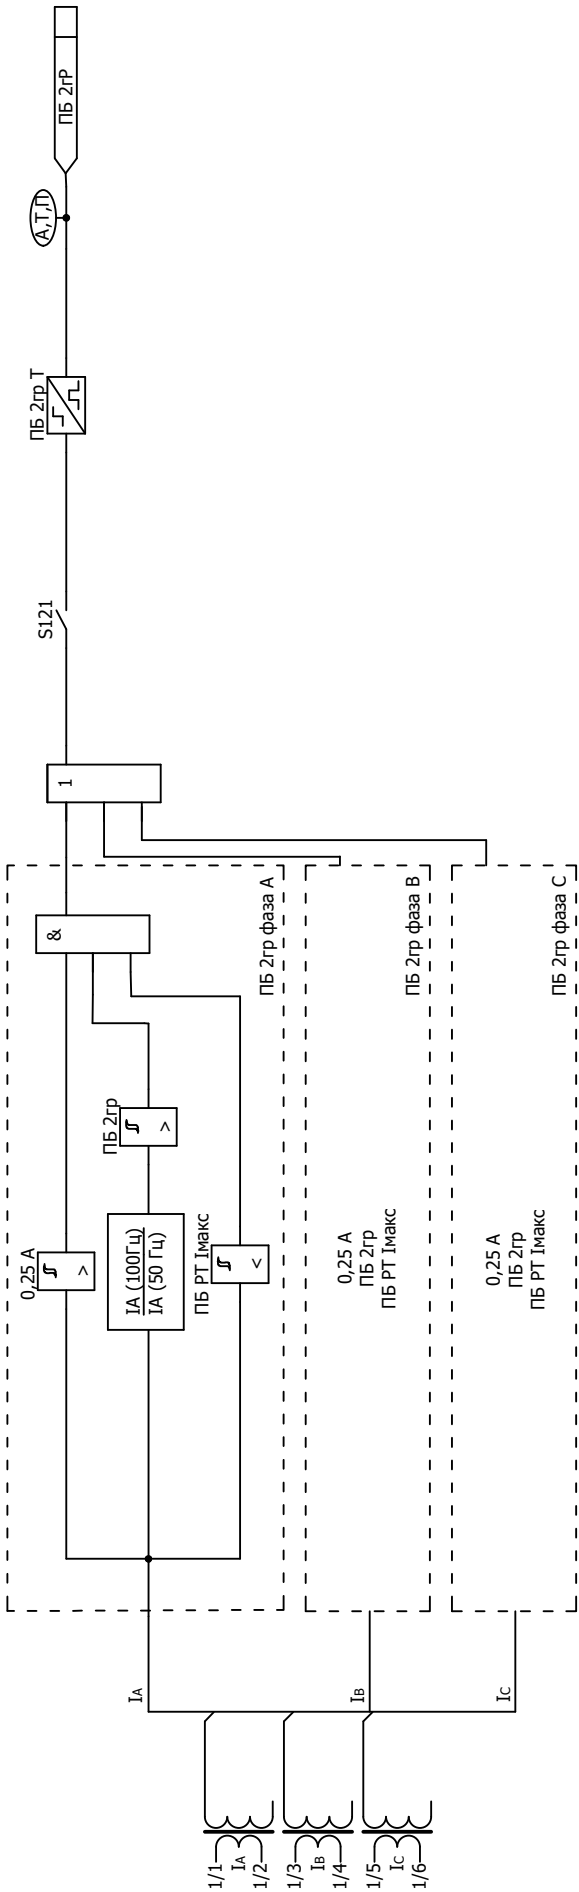 ПБ 2гР
А,Т,П
ПБ 2гр Т
S121
1
&
ПБ 2гр фаза A
ПБ 2гр фаза B
ПБ 2гр фаза C
ПБ 2гр
>
0,25 А
>
IA (100Гц)
IA (50 Гц)
ПБ РТ Iмакс
<
0,25 А
ПБ 2гр
ПБ РТ Iмакс
0,25 А
ПБ 2гр
ПБ РТ Iмакс
IA
IB
IC
1/1
IA
1/2
1/3
IB
1/4
1/5
IC
1/6